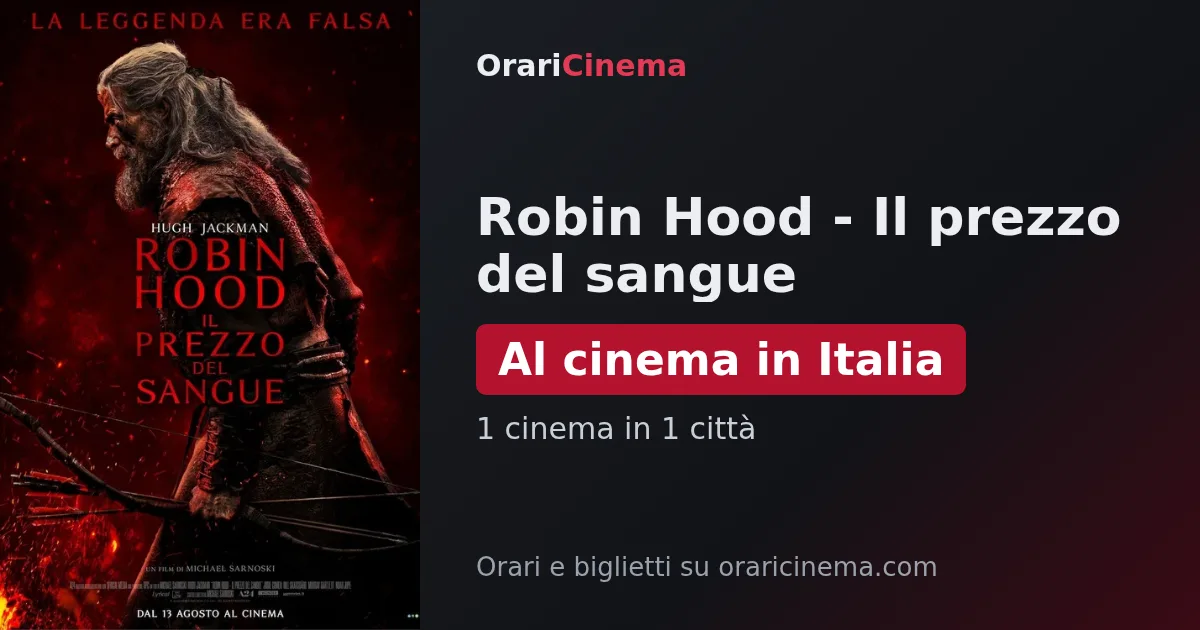 LA LEGGENDA ERA FALSA
HUGH JACKMAN
ROBIN
HOOD
IL
PREZZO
DEL
SANGUE
UN FILM DI MICHAEL SARNOSKI
A24
DAL 13 AGOSTO AL CINEMA
OrariCinema
Robin Hood - Il prezzo
del sangue
Al cinema in Italia
1 cinema in 1 città
Orari e biglietti su oraricinema.com